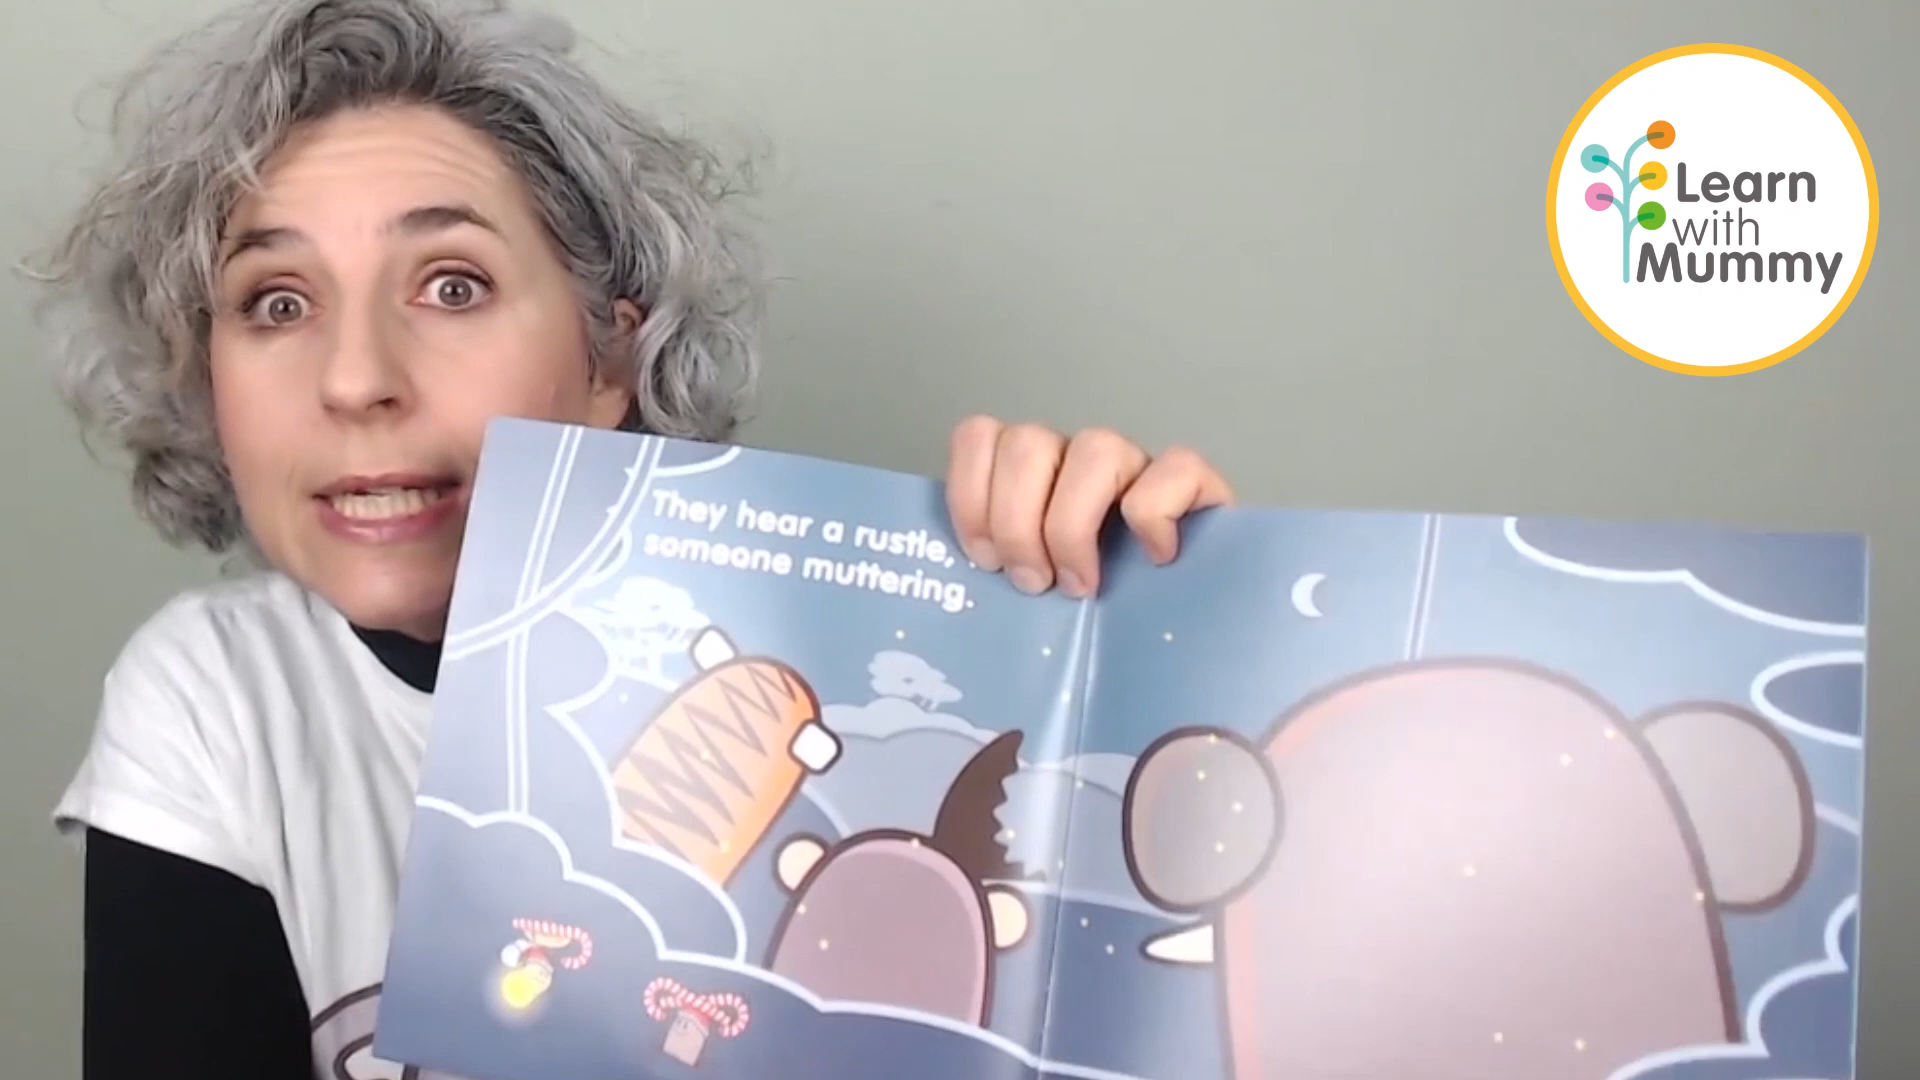 They hear a rustle,
someone muttering.
Learn
with
Mummy